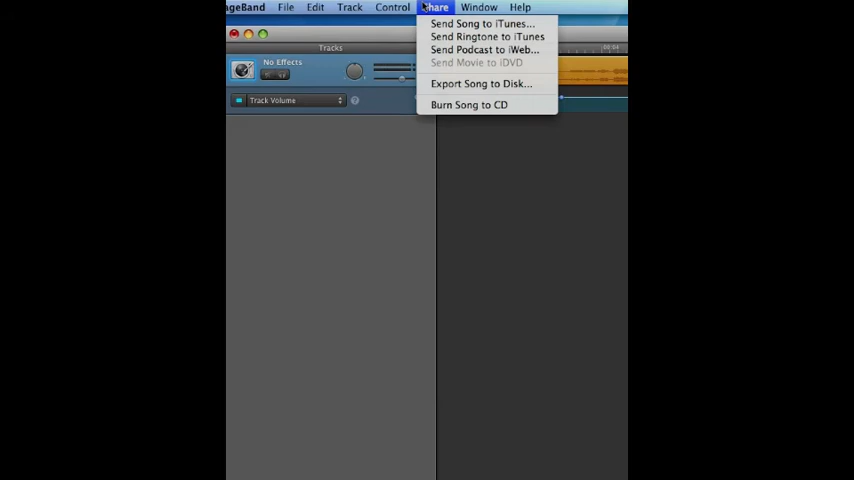 ageBand File Edit Track Control Share Window Help
Send Song to iTunes...
Send Ringtone to iTunes
Send Podcast to iWeb...
Send Movie to iDVD
Export Song to Disk...
Burn Song to CD
Tracks
No Effects
Track Volume